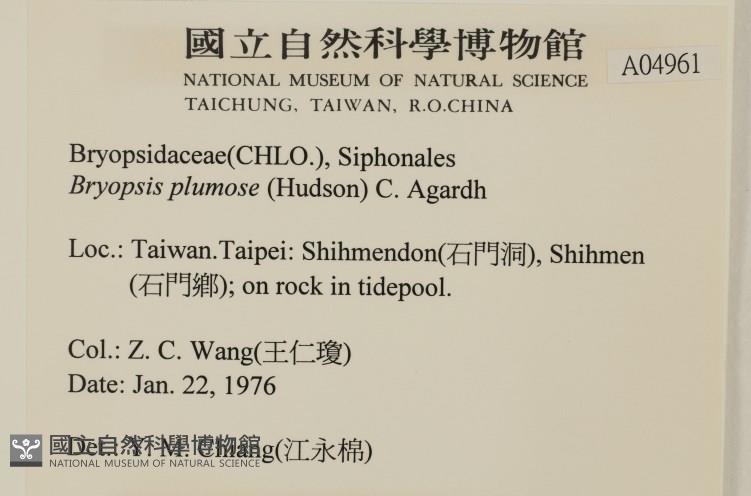 國立自然科學博物館
NATIONAL MUSEUM OF NATURAL SCIENCE
TAICHUNG, TAIWAN, R.O.CHINA
A04961
Bryopsidaceae(CHLO.), Siphonales
Bryopsis plumose (Hudson) C. Agardh
Loc.: Taiwan.Taipei: Shihmendon(石門洞), Shihmen
(石門鄉); on rock in tidepool.
Col.: Z. C. Wang(王仁瓊)
Date: Jan. 22, 1976
Det.: Y. M. Chiang(江永棉)
國立自然科學博物館
NATIONAL MUSEUM OF NATURAL SCIENCE